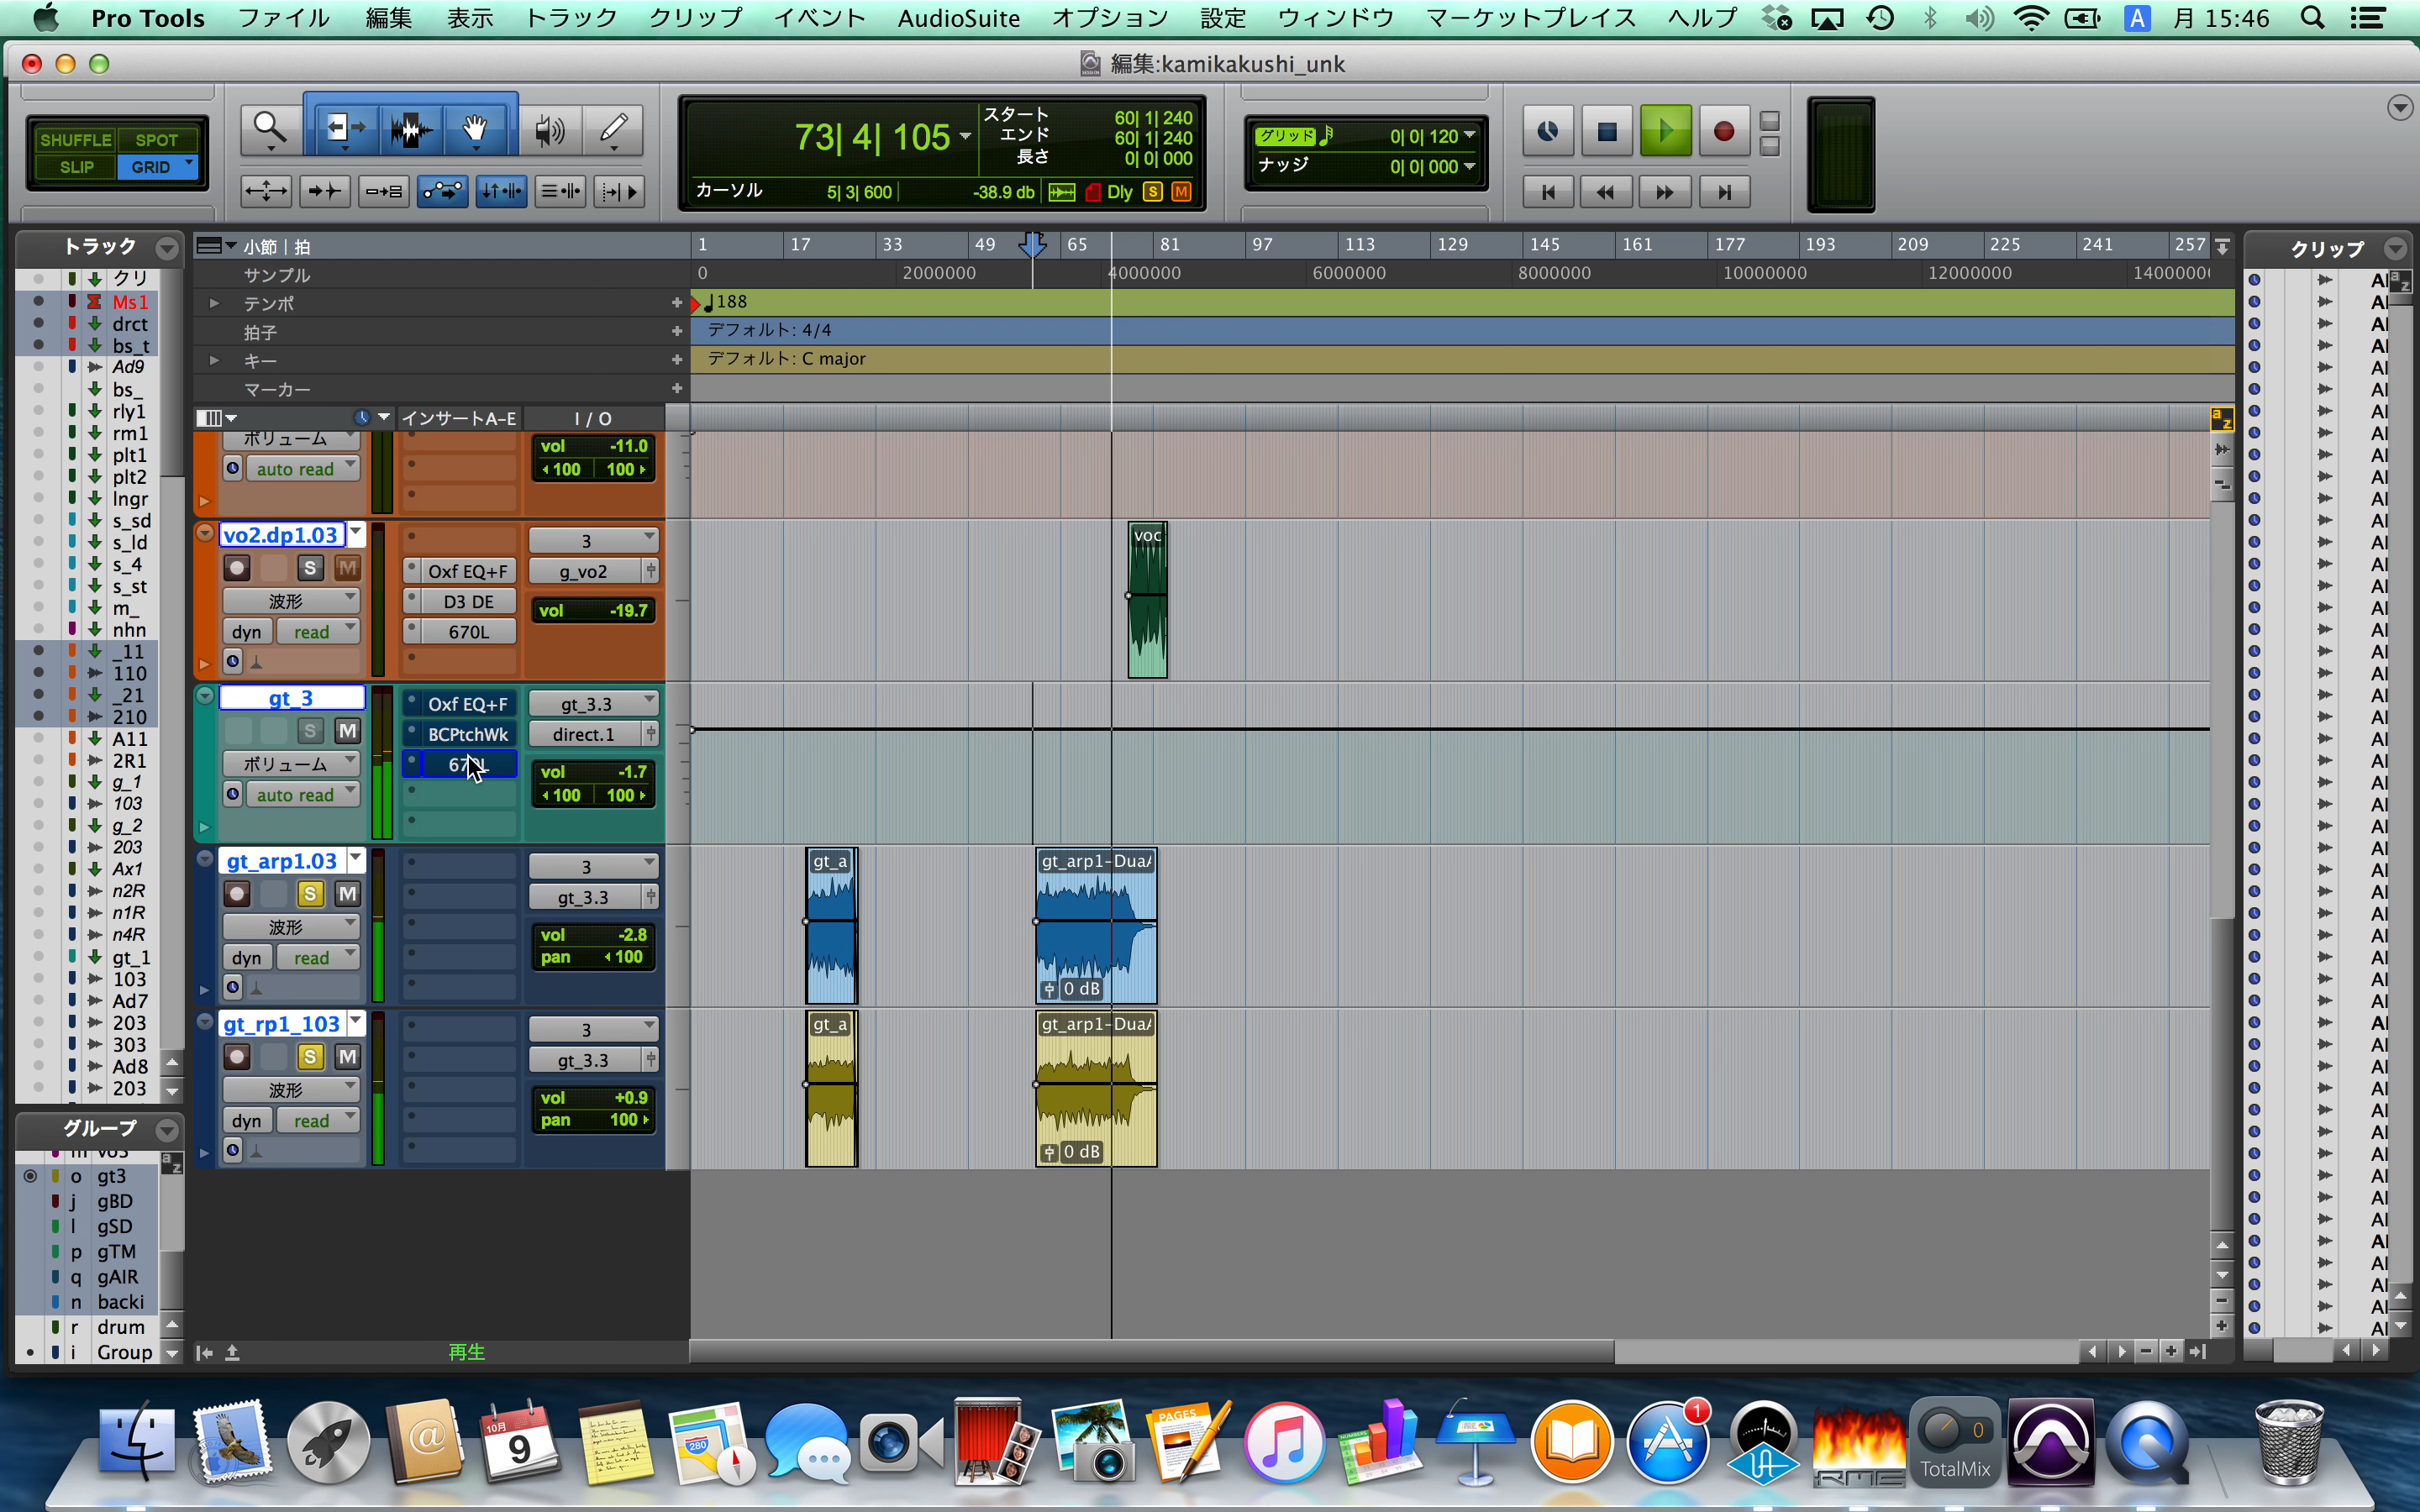 Pro Tools ファイル 編集 表示 トラック クリップ イベント AudioSuite オプション 設定 ウィンドウ マーケットプレイス ヘルプ A 月 15:46
編集:kamikakushi_unk
SHUFFLE SPOT
SLIP GRID
73| 4| 105
スタート 60| 1| 240
エンド 60| 1| 240
長さ 0| 0| 000
カーソル 5| 3| 600 -38.9 db Dly S M
グリッド 0| 0| 120
ナッジ 0| 0| 000
トラック
クリ
Ms1
drct
bs_t
Ad9
bs_
rly1
rm1
plt1
plt2
lngr
s_sd
s_ld
s_4
s_st
m_
nhn
_11
110
_21
210
A11
2R1
g_1
103
g_2
203
Ax1
n2R
n1R
n4R
gt_1
103
Ad7
203
303
Ad8
203
グループ
o gt3
j gBD
l gSD
p gTM
q gAIR
n backi
r drum
i Group
小節 | 拍 1 17 33 49 65 81 97 113 129 145 161 177 193 209 225 241 257
サンプル 0 2000000 4000000 6000000 8000000 10000000 12000000
テンポ 188
拍子 デフォルト: 4/4
キー デフォルト: C major
マーカー
インサートA-E I / O
ボリューム
auto read
vol -11.0
100 100
vo2.dp1.03
S M
波形
dyn read
Oxf EQ+F
D3 DE
670L
3
g_vo2
vol -19.7
voc
gt_3
S M
ボリューム
auto read
Oxf EQ+F
BCPtchWk
gt_3.3
direct.1
vol -1.7
100 100
gt_arp1.03
S M
波形
dyn read
3
gt_3.3
vol -2.8
pan 100
gt_a
gt_arp1-Dua
0 dB
gt_rp1_103
S M
波形
dyn read
3
gt_3.3
vol +0.9
pan 100
gt_a
gt_arp1-Dua
0 dB
再生
クリップ
10月
9
280
PAGES
1
RME
0
TotalMix